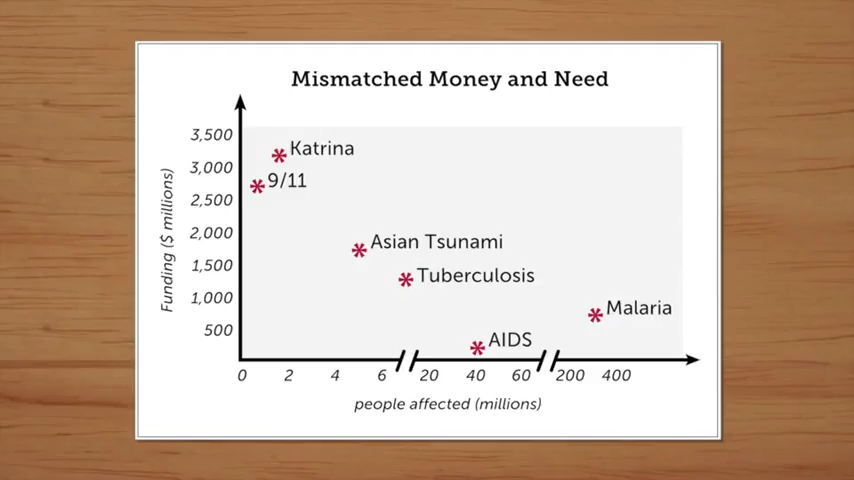 Mismatched Money and Need
Funding ($ millions)
3,500
3,000
2,500
2,000
1,500
1,000
500
Katrina
9/11
Asian Tsunami
Tuberculosis
Malaria
AIDS
0 2 4 6 20 40 60 200 400
people affected (millions)